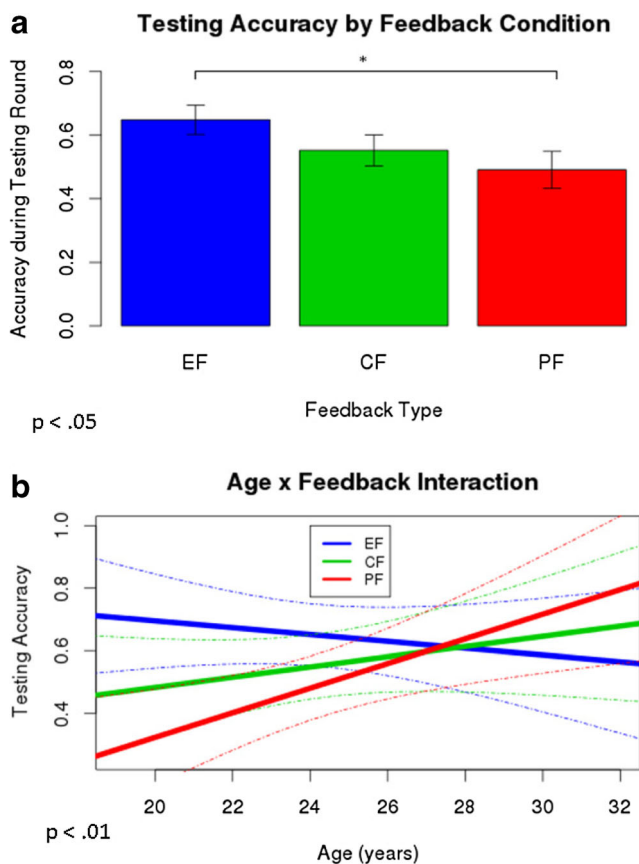 a
Testing Accuracy by Feedback Condition
Accuracy during Testing Round
0.8
0.6
0.4
0.2
0.0
*
EF CF PF
Feedback Type
p < .05
b
Age x Feedback Interaction
Testing Accuracy
1.0
0.8
0.6
0.4
EF
CF
PF
20 22 24 26 28 30 32
Age (years)
p < .01